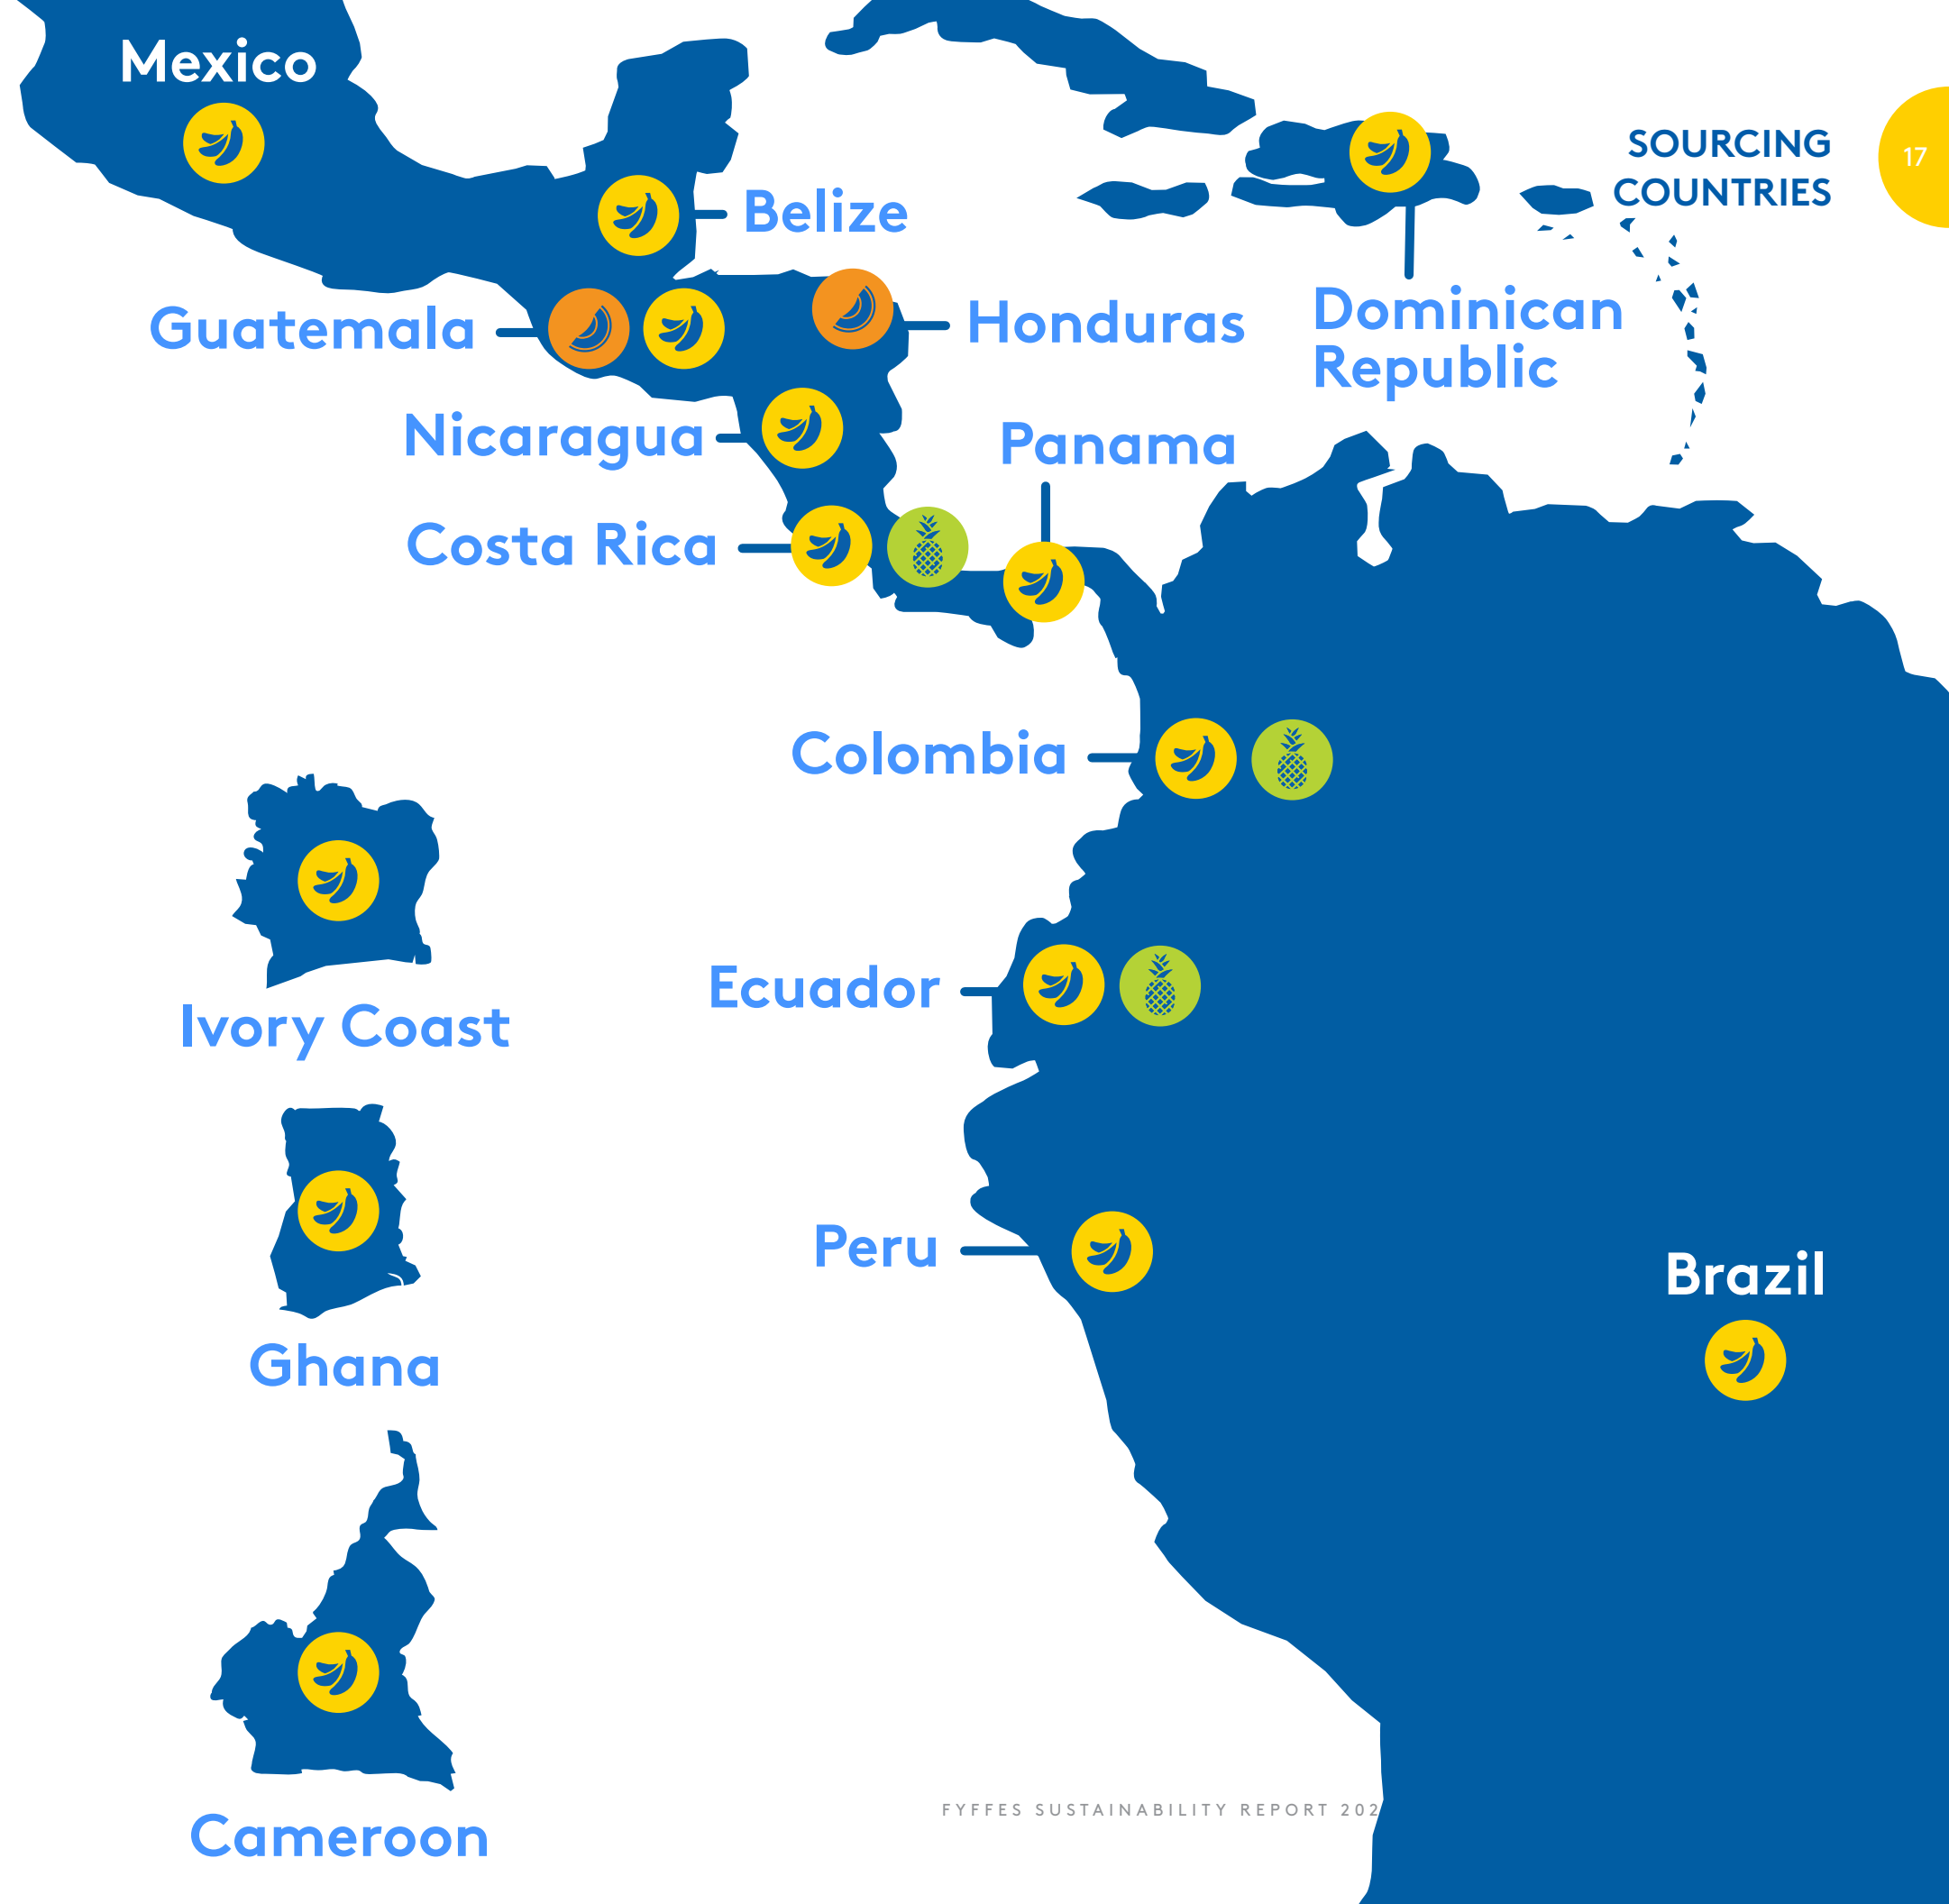 Mexico
SOURCING
COUNTRIES
17
Belize
Guatemala
Honduras
Dominican
Republic
Nicaragua
Panama
Costa Rica
Colombia
Ecuador
Ivory Coast
Peru
Brazil
Ghana
Cameroon
FYFFES SUSTAINABILITY REPORT 202